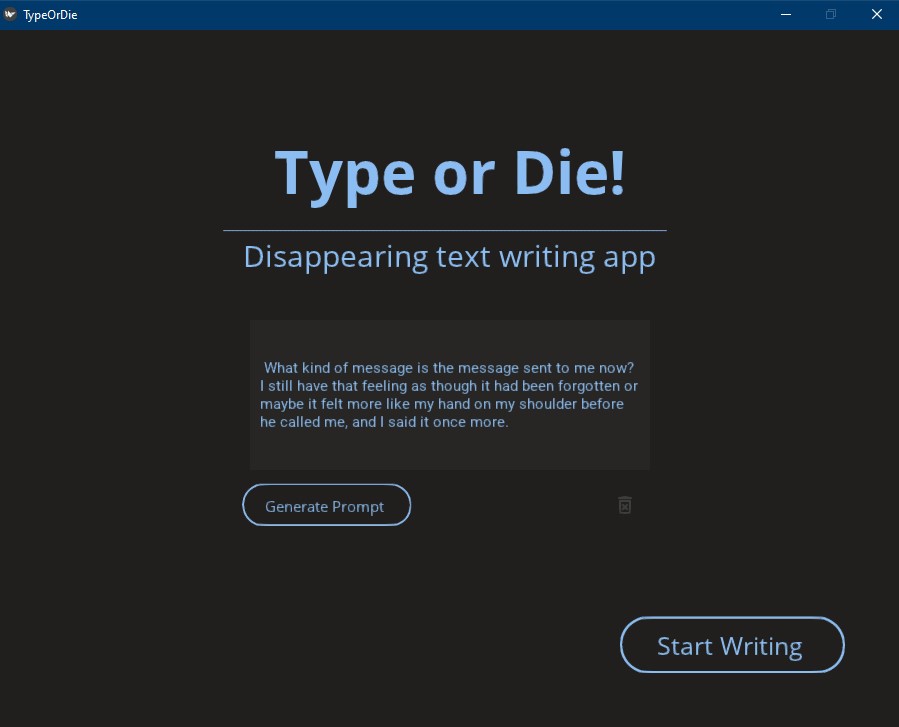 TypeOrDie
Type or Die!
Disappearing text writing app
What kind of message is the message sent to me now?
I still have that feeling as though it had been forgotten or
maybe it felt more like my hand on my shoulder before
he called me, and I said it once more.
Generate Prompt
Start Writing